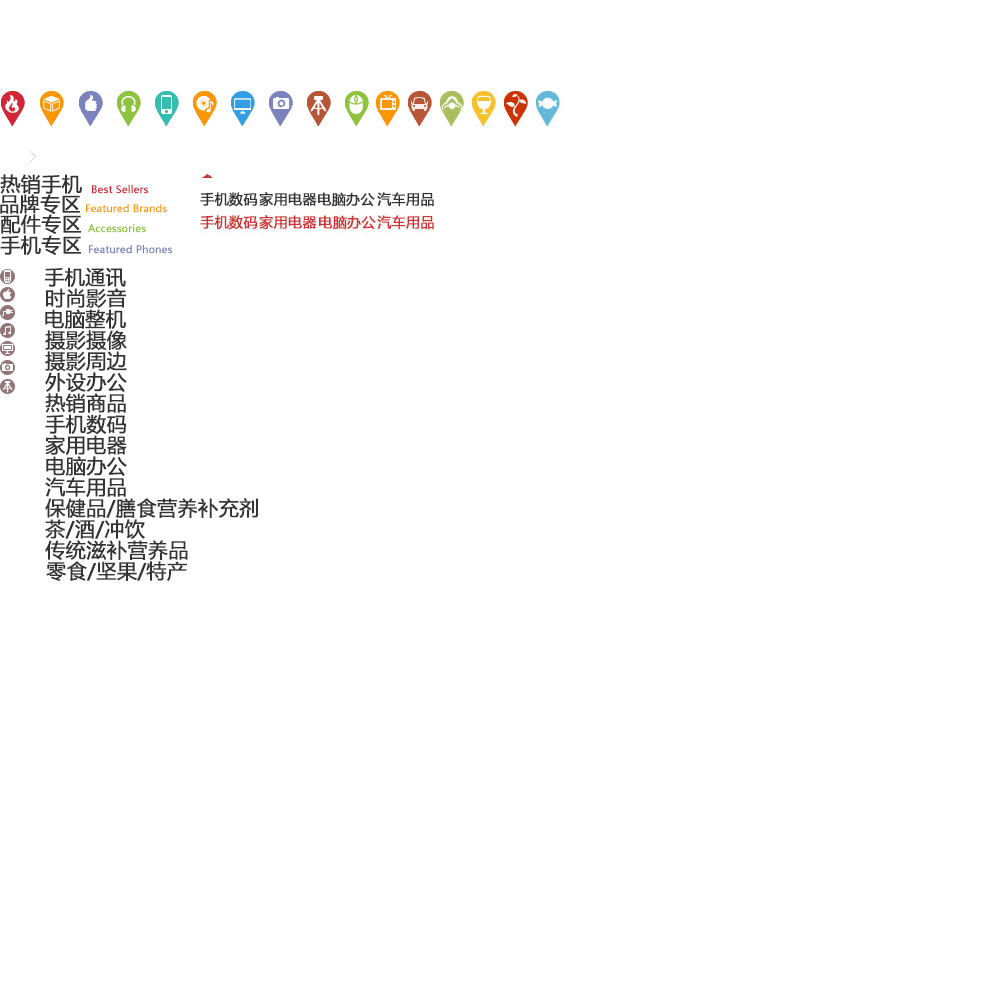 热销手机 Best Sellers
品牌专区 Featured Brands
手机数码 家用电器 电脑办公 汽车用品
配件专区 Accessories
手机数码 家用电器 电脑办公 汽车用品
手机专区 Featured Phones
手机通讯
时尚影音
电脑整机
摄影摄像
摄影周边
外设办公
热销商品
手机数码
家用电器
电脑办公
汽车用品
保健品/膳食营养补充剂
茶/酒/冲饮
传统滋补营养品
零食/坚果/特产